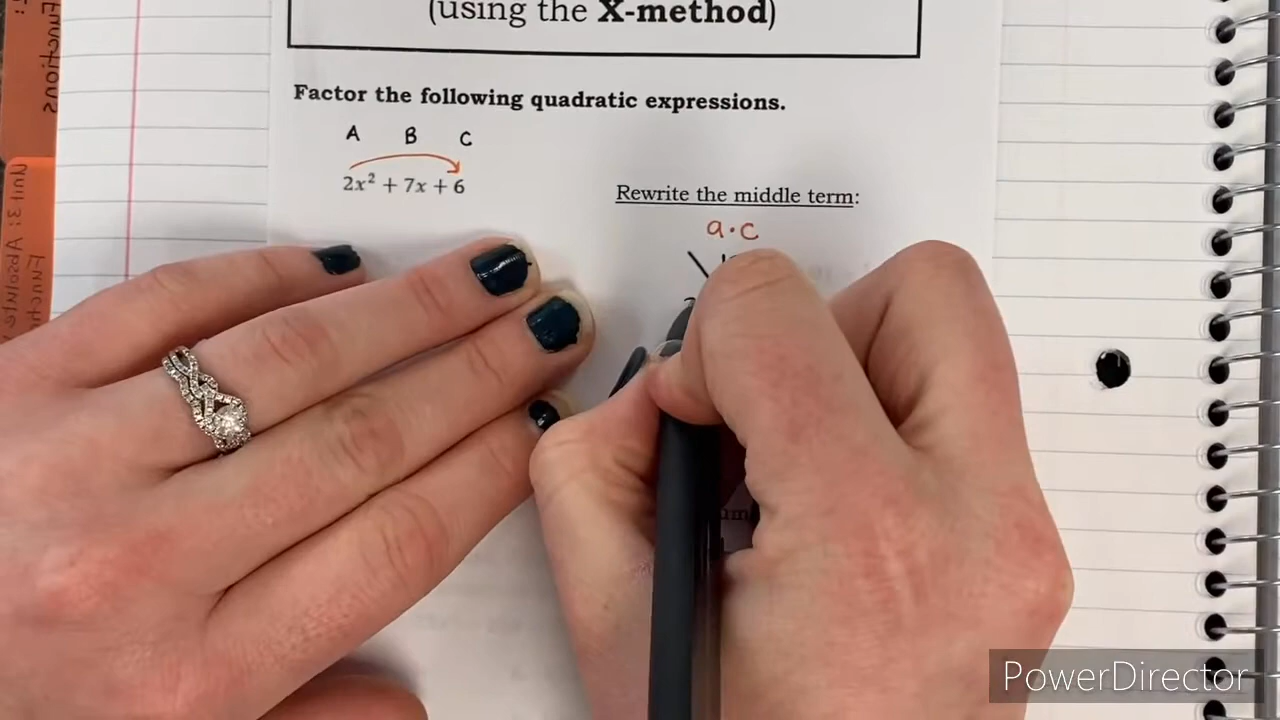 (using the X-method)
Factor the following quadratic expressions.
A B C
2x² + 7x + 6
Rewrite the middle term:
a·c
PowerDirector